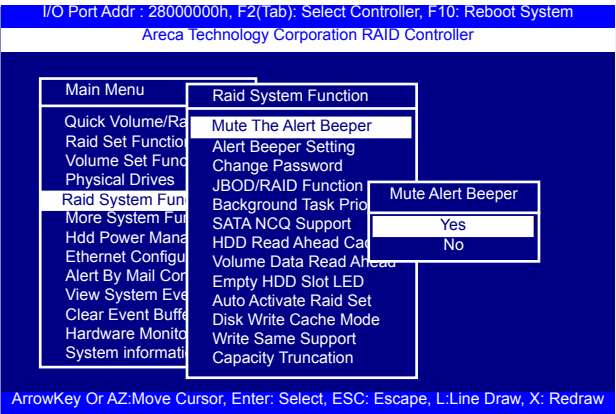 I/O Port Addr : 28000000h, F2(Tab): Select Controller, F10: Reboot System
Areca Technology Corporation RAID Controller
Main Menu
Quick Volume/Ra
Raid Set Functio
Volume Set Func
Physical Drives
Raid System Fun
More System Fun
Hdd Power Mana
Ethernet Configu
Alert By Mail Con
View System Eve
Clear Event Buffe
Hardware Monito
System informati
Raid System Function
Mute The Alert Beeper
Alert Beeper Setting
Change Password
JBOD/RAID Function
Background Task Prio
SATA NCQ Support
HDD Read Ahead Cac
Volume Data Read Ahead
Empty HDD Slot LED
Auto Activate Raid Set
Disk Write Cache Mode
Write Same Support
Capacity Truncation
Mute Alert Beeper
Yes
No
ArrowKey Or AZ:Move Cursor, Enter: Select, ESC: Escape, L:Line Draw, X: Redraw